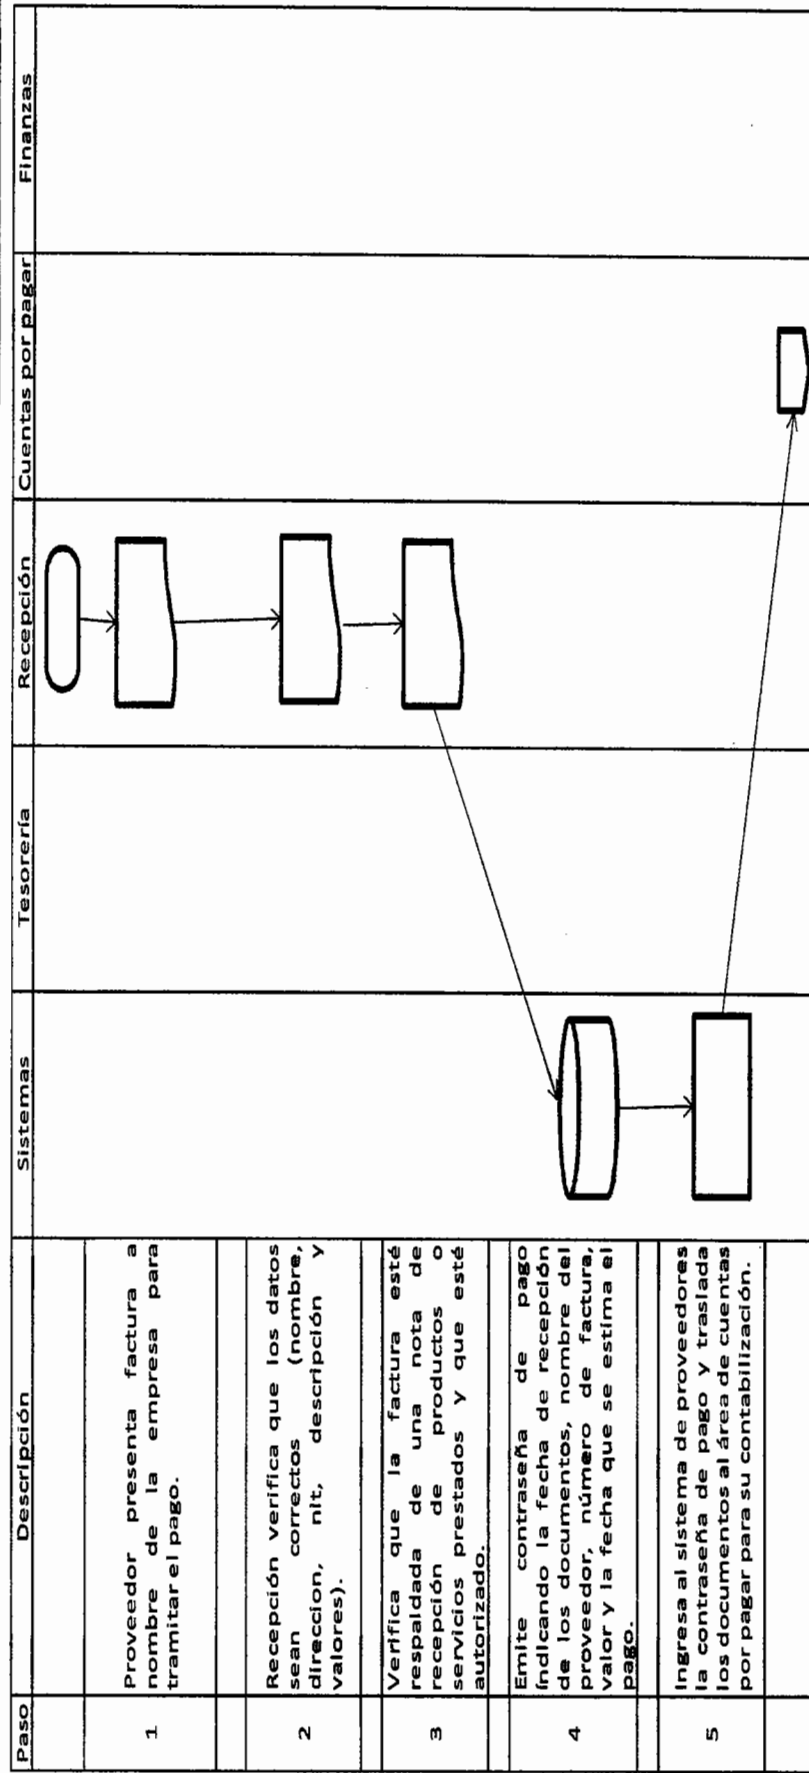 Paso Descripción Sistemas Tesorería Recepción Cuentas por pagar Finanzas
1
Proveedor presenta factura a
nombre de la empresa para
tramitar el pago.
2
Recepción verifica que los datos
sean correctos (nombre,
direccion, nit, descripción y
valores).
3
Verifica que la factura esté
respaldada de una nota de
recepción de productos o
servicios prestados y que esté
autorizado.
4
Emite contraseña de pago
índicando la fecha de recepción
de los documentos, nombre del
proveedor, número de factura,
valor y la fecha que se estima el
pago.
5
Ingresa al sistema de proveedores
la contraseña de pago y traslada
los documentos al área de cuentas
por pagar para su contabilización.